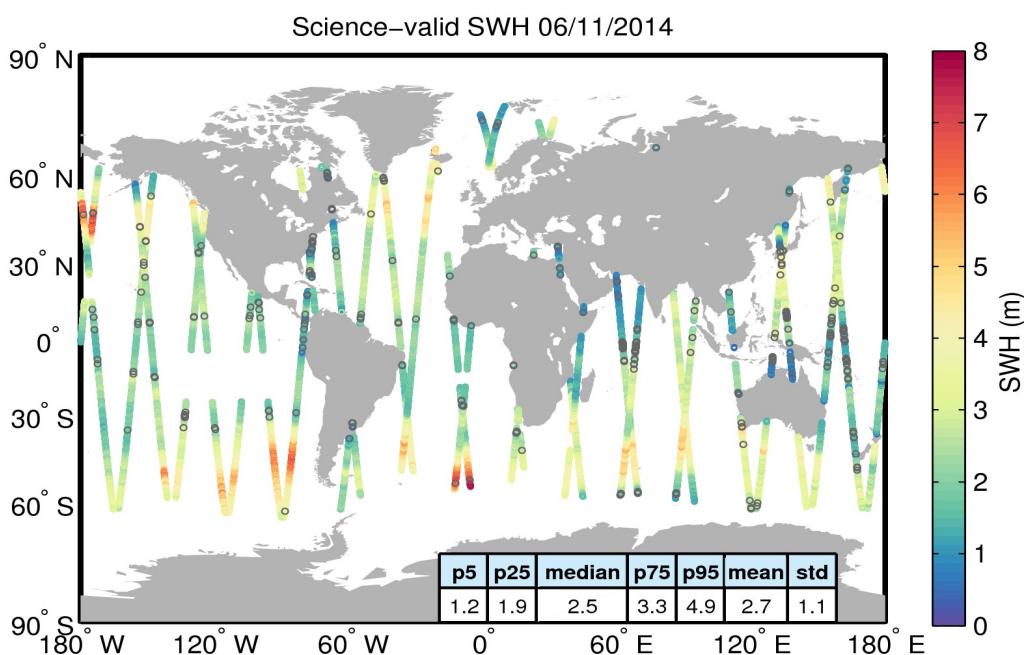 Science−valid SWH 06/11/2014
90° N
60° N
30° N
0°
30° S
60° S
90° S
180° W
120° W
60° W
0°
60° E
120° E
180° E
p5 p25 median p75 p95 mean std
1.2 1.9 2.5 3.3 4.9 2.7 1.1
8
7
6
5
4
3
2
1
0
SWH (m)